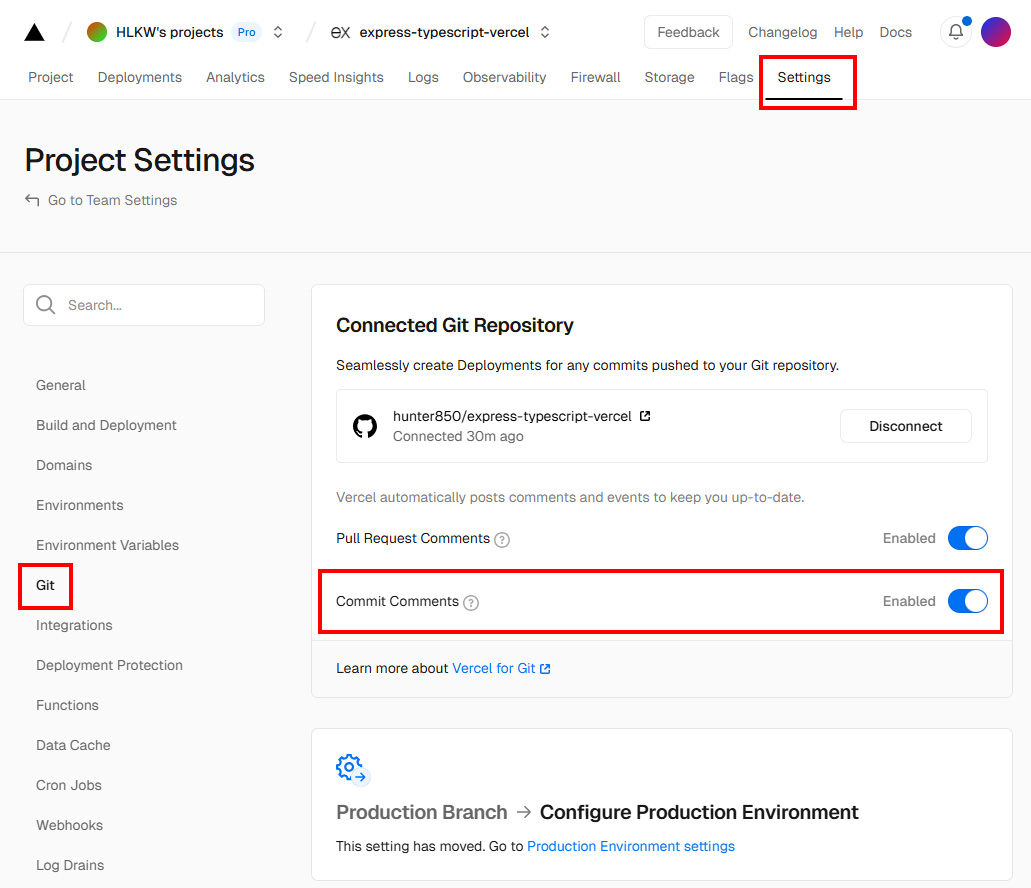 HLKW's projects Pro express-typescript-vercel Feedback Changelog Help Docs
Project Deployments Analytics Speed Insights Logs Observability Firewall Storage Flags Settings
Project Settings
Go to Team Settings
Search...
General
Build and Deployment
Domains
Environments
Environment Variables
Git
Integrations
Deployment Protection
Functions
Data Cache
Cron Jobs
Webhooks
Log Drains
Connected Git Repository
Seamlessly create Deployments for any commits pushed to your Git repository.
hunter850/express-typescript-vercel
Connected 30m ago
Disconnect
Vercel automatically posts comments and events to keep you up-to-date.
Pull Request Comments ? Enabled
Commit Comments ? Enabled
Learn more about Vercel for Git
Production Branch → Configure Production Environment
This setting has moved. Go to Production Environment settings